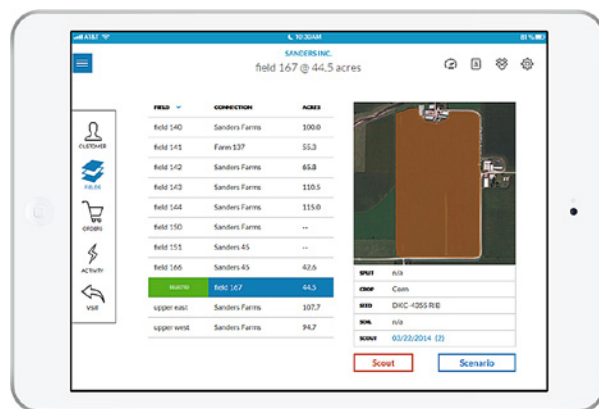 AT&T
10:30AM
81%
SANDERS INC.
field 167 @ 44.5 acres
CUSTOMER
FIELDS
ORDERS
ACTIVITY
VISIT
FIELD CONNECTION ACRES
field 140 Sanders Farms 100.0
field 141 Farm 137 55.3
field 142 Sanders Farms 65.8
field 143 Sanders Farms 110.5
field 144 Sanders Farms 115.0
field 150 Sanders Farms --
field 151 Sanders 45 --
field 166 Sanders 45 42.6
field 167 44.5
upper east Sanders Farms 107.7
upper west Sanders Farms 94.7
SPLIT n/a
CROP Corn
SEED DKC-4355 RIB
SOIL n/a
SCOUT 03/22/2014 (2)
Scout Scenario